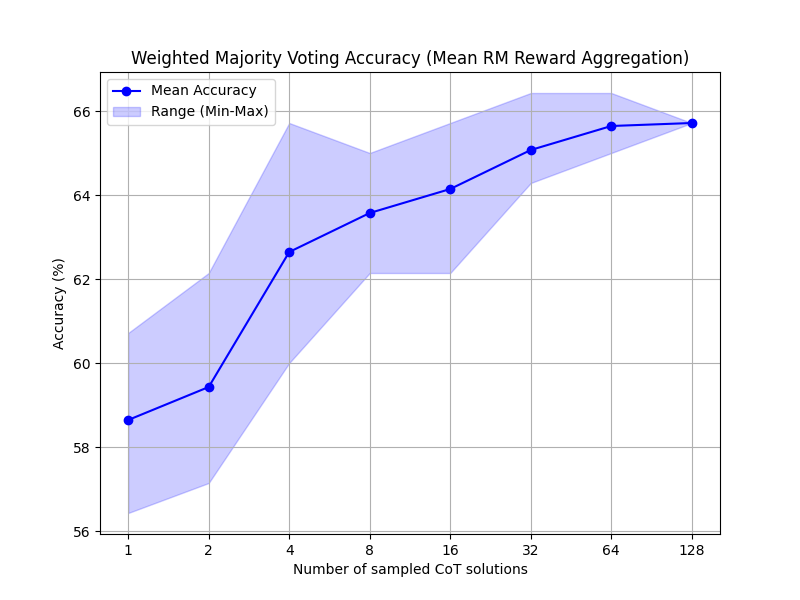 Weighted Majority Voting Accuracy (Mean RM Reward Aggregation)
Mean Accuracy
Range (Min-Max)
66
64
62
60
58
56
Accuracy (%)
1 2 4 8 16 32 64 128
Number of sampled CoT solutions